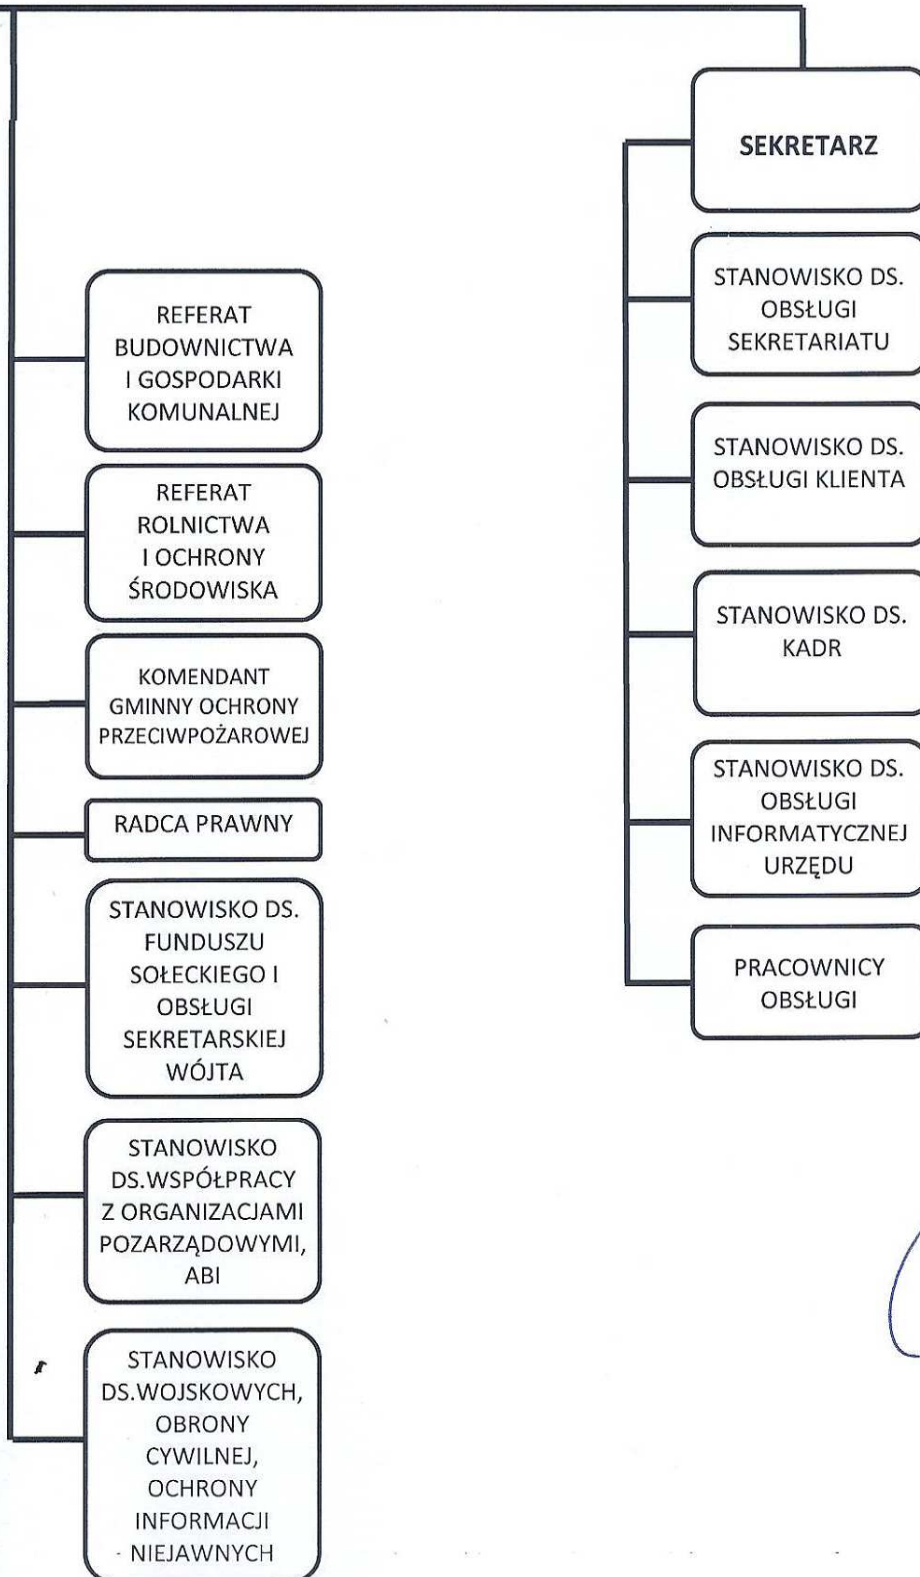 REFERAT
BUDOWNICTWA
I GOSPODARKI
KOMUNALNEJ
REFERAT
ROLNICTWA
I OCHRONY
ŚRODOWISKA
KOMENDANT
GMINNY OCHRONY
PRZECIWPOŻAROWEJ
RADCA PRAWNY
STANOWISKO DS.
FUNDUSZU
SOŁECKIEGO I
OBSŁUGI
SEKRETARSKIEJ
WÓJTA
STANOWISKO
DS.WSPÓŁPRACY
Z ORGANIZACJAMI
POZARZĄDOWYMI,
ABI
STANOWISKO
DS.WOJSKOWYCH,
OBRONY
CYWILNEJ,
OCHRONY
INFORMACJI
NIEJAWNYCH
SEKRETARZ
STANOWISKO DS.
OBSŁUGI
SEKRETARIATU
STANOWISKO DS.
OBSŁUGI KLIENTA
STANOWISKO DS.
KADR
STANOWISKO DS.
OBSŁUGI
INFORMATYCZNEJ
URZĘDU
PRACOWNICY
OBSŁUGI